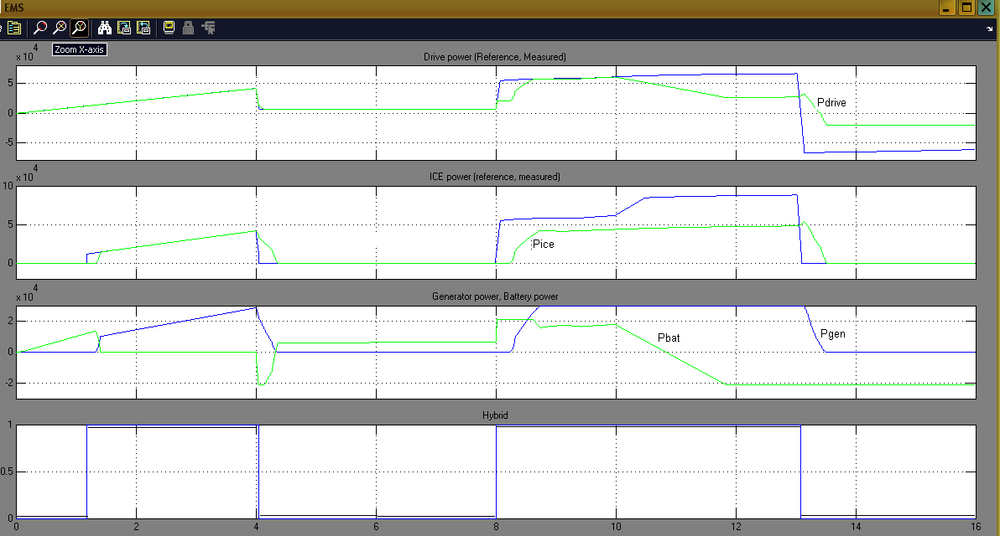 EMS
Zoom X-axis
x 10 4
Drive power (Reference, Measured)
5
0
-5
Pdrive
x 10 4
ICE power (reference, measured)
10
5
0
Pice
x 10 4
Generator power, Battery power
2
0
-2
Pbat
Pgen
Hybrid
1
0.5
0
0 2 4 6 8 10 12 14 16